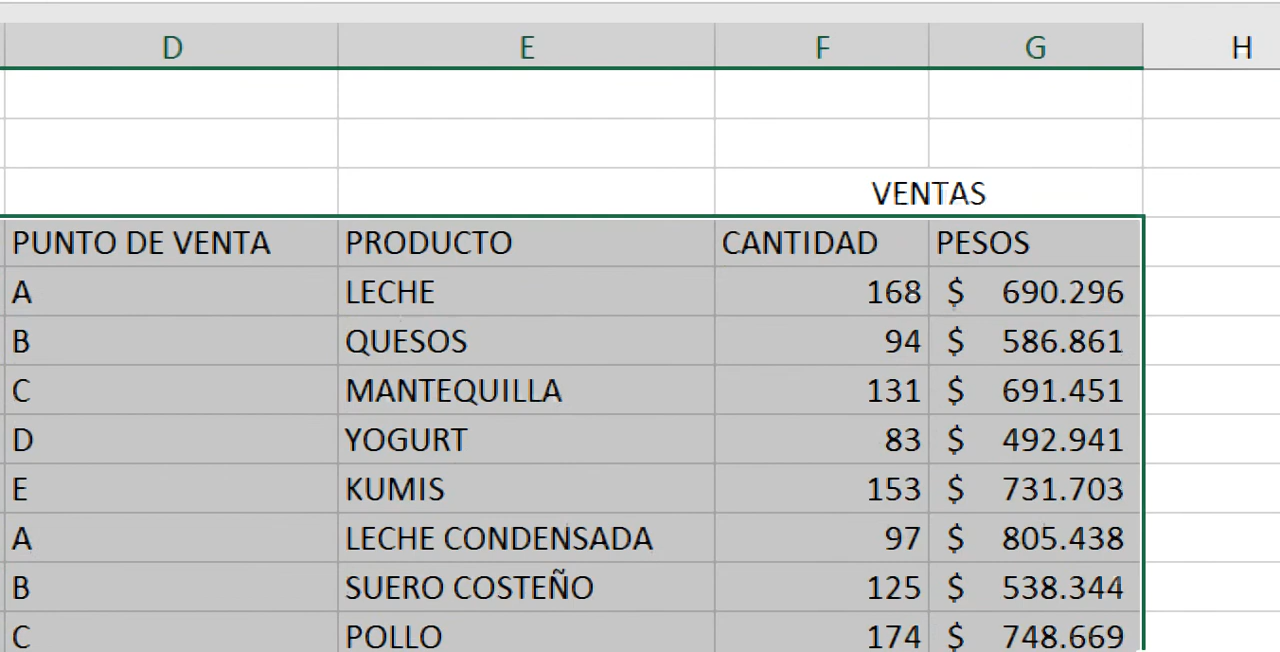 D E F G H
VENTAS
PUNTO DE VENTA PRODUCTO CANTIDAD PESOS
A LECHE 168 $ 690.296
B QUESOS 94 $ 586.861
C MANTEQUILLA 131 $ 691.451
D YOGURT 83 $ 492.941
E KUMIS 153 $ 731.703
A LECHE CONDENSADA 97 $ 805.438
B SUERO COSTEÑO 125 $ 538.344
C POLLO 174 $ 748.669